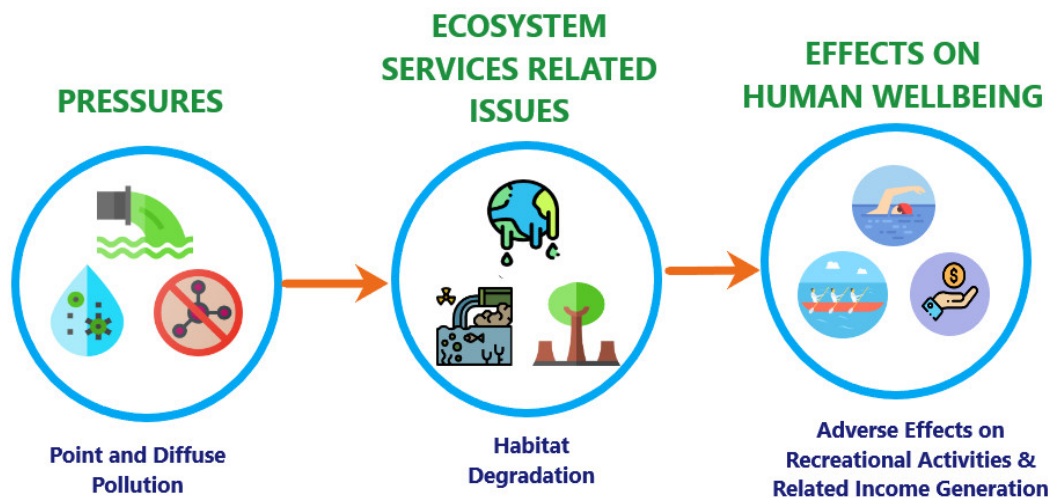 PRESSURES
Point and Diffuse
Pollution
ECOSYSTEM
SERVICES RELATED
ISSUES
Habitat
Degradation
EFFECTS ON
HUMAN WELLBEING
$
Adverse Effects on
Recreational Activities &
Related Income Generation